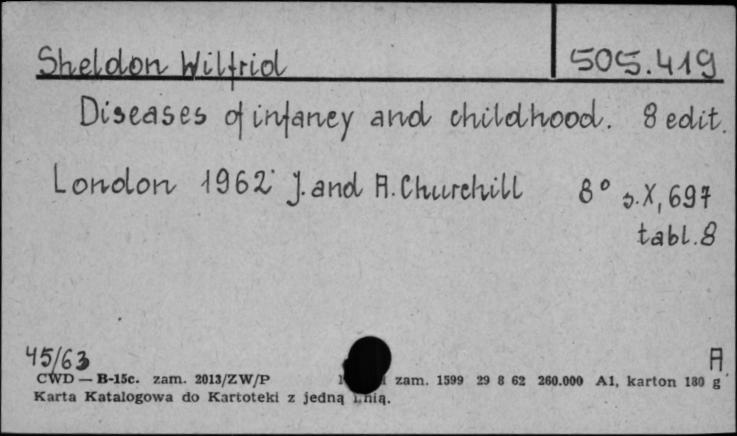 Sheldon Wilfrid 505.419
Diseases of infancy and childhood. 8 edit.
London 1962 J. and A. Churchill 8° s. X, 697
tabl. 8
45/63 A
CWD — B-15c. zam. 2013/ZW/P zam. 1599 29 8 62 260.000 A1, karton 180 g
Karta Katalogowa do Kartoteki z jedną